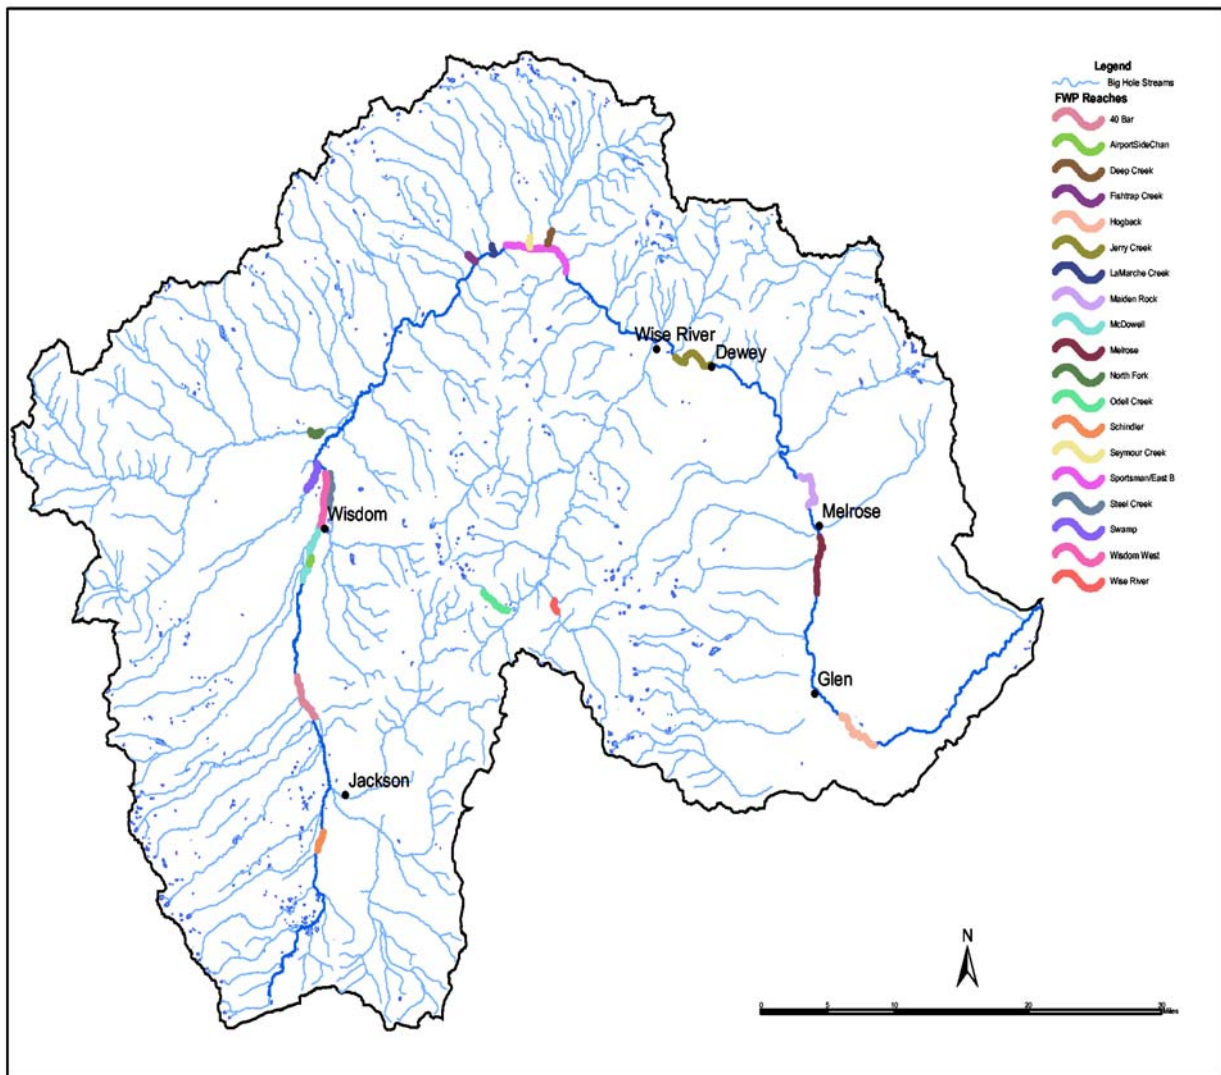 Legend
Big Hole Streams
FWP Reaches
40 Bar
AirportSideChan
Deep Creek
Fishtrap Creek
Hogback
Jerry Creek
LaMarche Creek
Maiden Rock
McDowell
Melrose
North Fork
Odell Creek
Schindler
Seymour Creek
Sportsman/East B
Steel Creek
Swamp
Wisdom West
Wise River
Wise River
Dewey
Wisdom
Melrose
Glen
Jackson
N
0 5 10 20 30
Miles